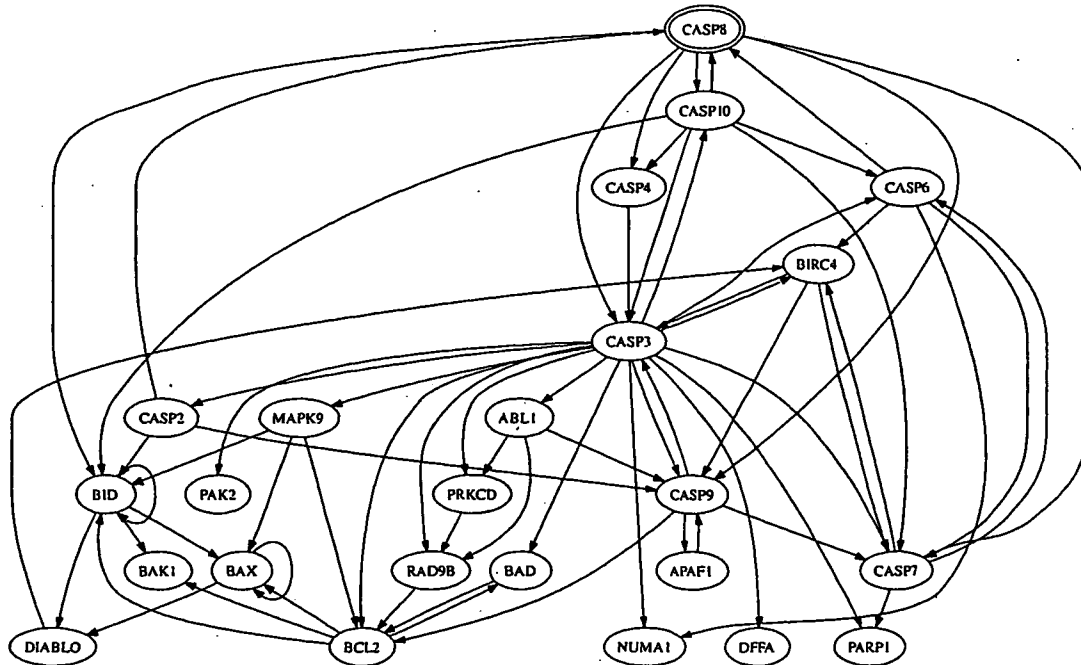 CASP8
CASP10
CASP4
CASP6
BIRC4
CASP3
CASP2
MAPK9
ABL1
BID
PAK2
PRKCD
CASP9
BAK1
BAX
RAD9B
BAD
APAF1
CASP7
DIABLO
BCL2
NUMA1
DFFA
PARP1